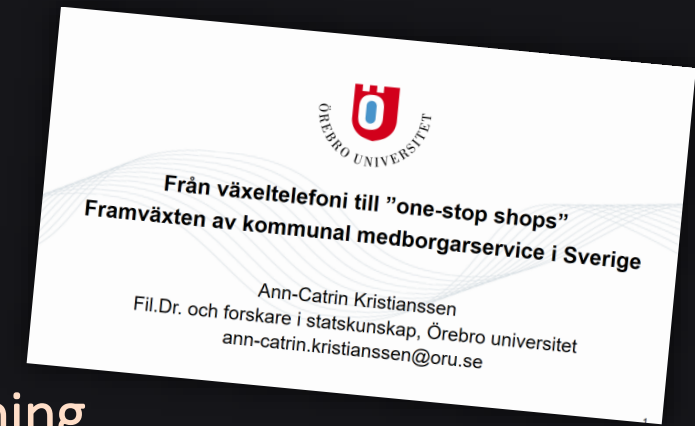 ÖREBRO UNIVERSITET
Från växeltelefoni till ”one-stop shops”
Framväxten av kommunal medborgarservice i Sverige
Ann-Catrin Kristianssen
Fil.Dr. och forskare i statskunskap, Örebro universitet
ann-catrin.kristianssen@oru.se